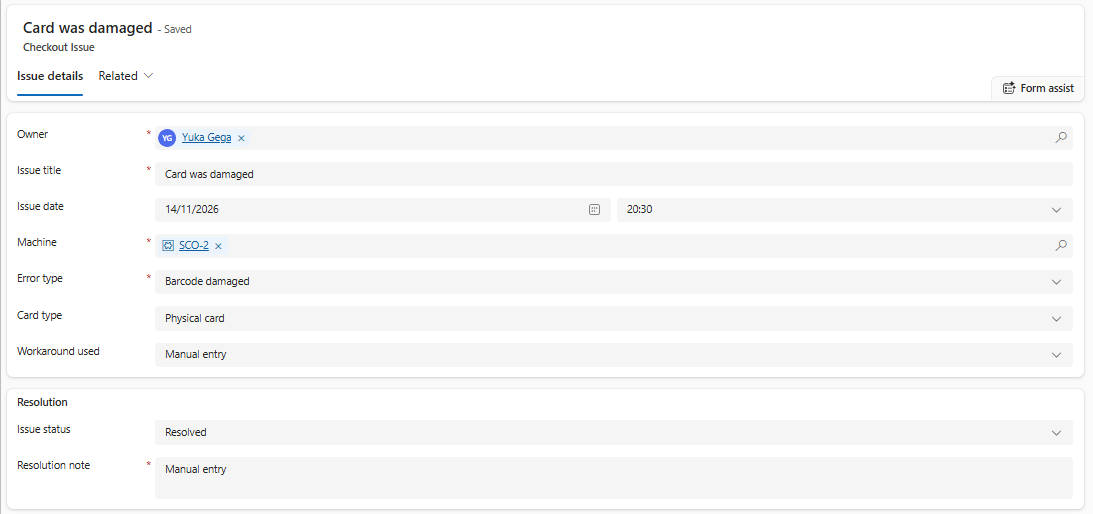 Card was damaged - Saved
Checkout Issue
Issue details Related
Form assist
Owner * YG Yuka Gega ×
Issue title * Card was damaged
Issue date 14/11/2026 20:30
Machine * SCO-2 ×
Error type * Barcode damaged
Card type Physical card
Workaround used Manual entry
Resolution
Issue status Resolved
Resolution note * Manual entry